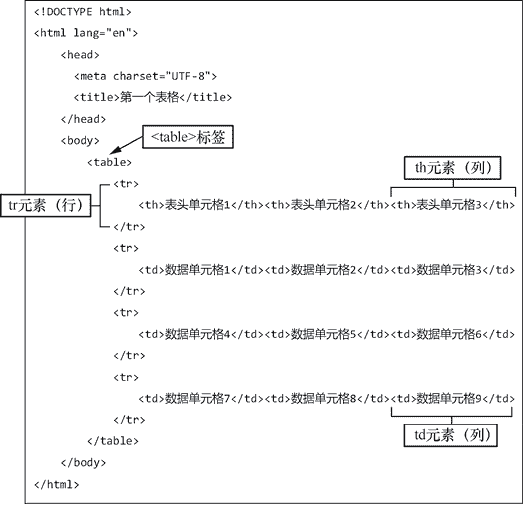 <!DOCTYPE html>
<html lang="en">
<head>
<meta charset="UTF-8">
<title>第一个表格</title>
</head>
<body>
<table>标签
<table>
th元素（列）
<tr>
tr元素（行）
<th>表头单元格1</th><th>表头单元格2</th><th>表头单元格3</th>
</tr>
<tr>
<td>数据单元格1</td><td>数据单元格2</td><td>数据单元格3</td>
</tr>
<tr>
<td>数据单元格4</td><td>数据单元格5</td><td>数据单元格6</td>
</tr>
<tr>
<td>数据单元格7</td><td>数据单元格8</td><td>数据单元格9</td>
</tr>
td元素（列）
</table>
</body>
</html>